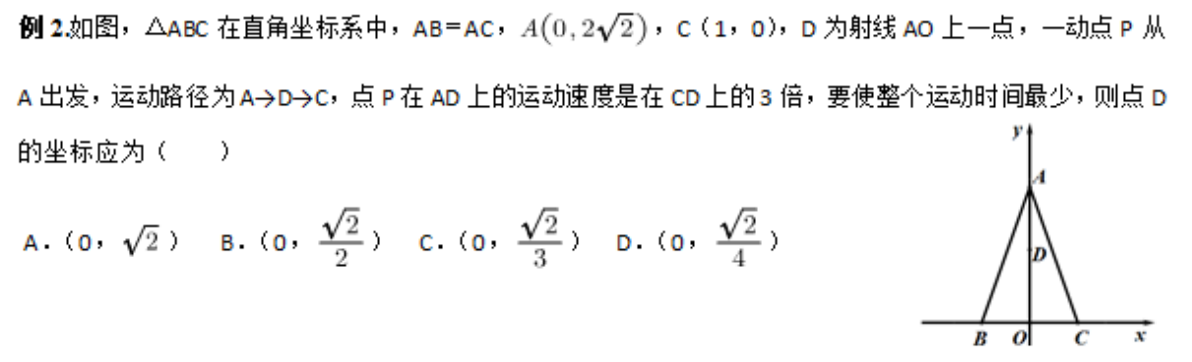 例 2.如图，△ABC 在直角坐标系中，AB=AC，A(0,2√2)，C（1，0），D 为射线 AO 上一点，一动点 P 从
A 出发，运动路径为 A→D→C，点 P 在 AD 上的运动速度是在 CD 上的 3 倍，要使整个运动时间最少，则点 D
的坐标应为（　　）
A．（0，√2） B．（0，√2/2） C．（0，√2/3） D．（0，√2/4）
y
A
D
B O C x